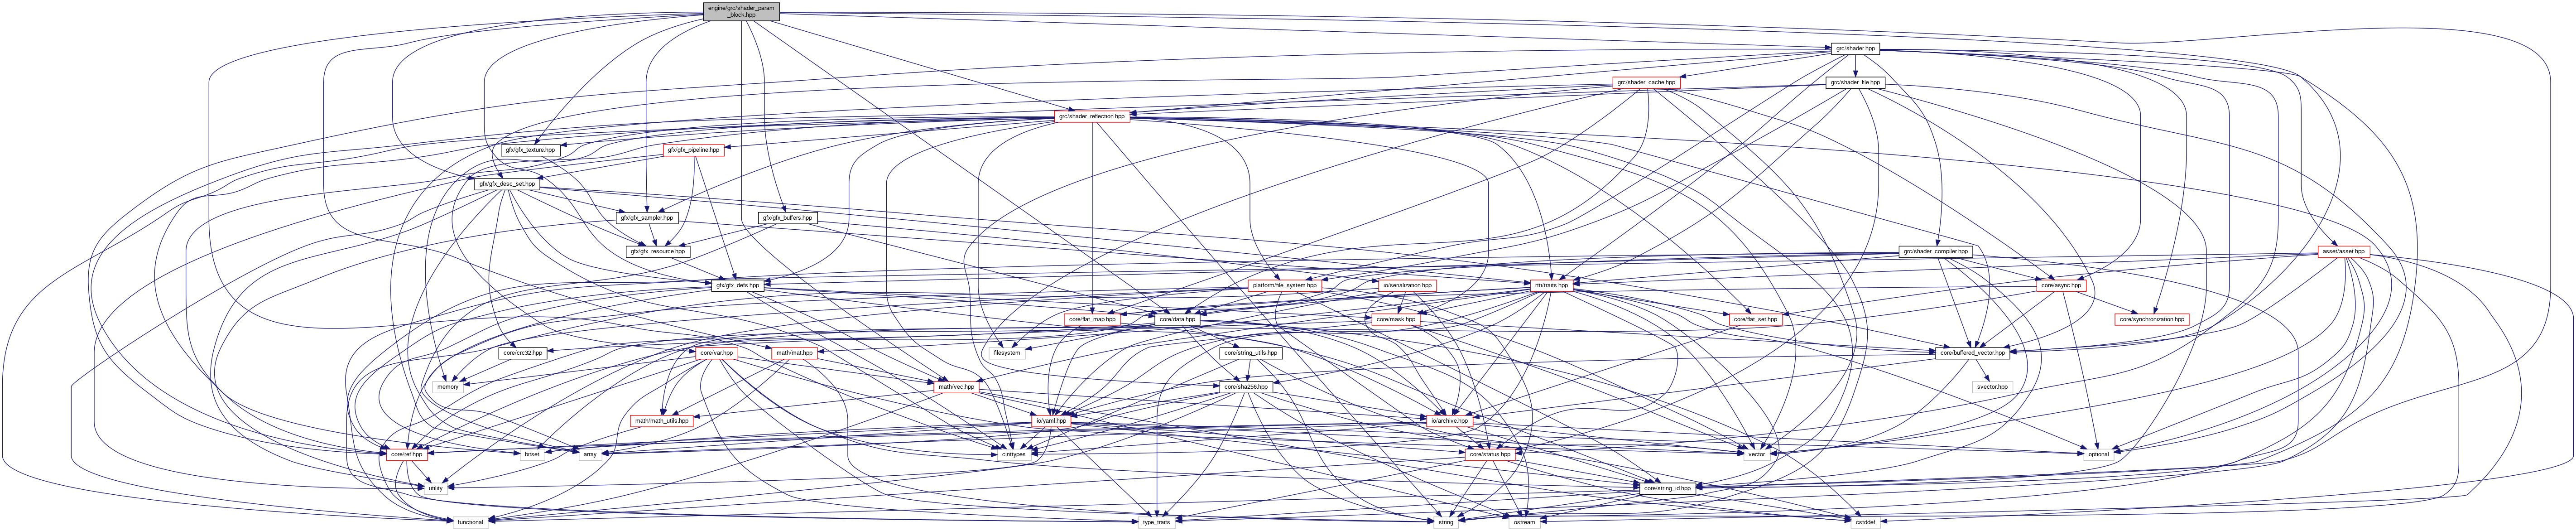 engine/grc/shader_param
_block.hpp
grc/shader.hpp
grc/shader_cache.hpp
grc/shader_file.hpp
grc/shader_reflection.hpp
gfx/gfx_texture.hpp
gfx/gfx_pipeline.hpp
gfx/gfx_desc_set.hpp
gfx/gfx_sampler.hpp
gfx/gfx_buffers.hpp
gfx/gfx_resource.hpp
grc/shader_compiler.hpp
asset/asset.hpp
gfx/gfx_defs.hpp
platform/file_system.hpp
io/serialization.hpp
rtti/traits.hpp
core/async.hpp
core/flat_map.hpp
core/data.hpp
core/mask.hpp
core/flat_set.hpp
core/synchronization.hpp
core/crc32.hpp
core/var.hpp
math/mat.hpp
filesystem
core/string_utils.hpp
core/buffered_vector.hpp
memory
math/vec.hpp
core/sha256.hpp
svector.hpp
math/math_utils.hpp
io/yaml.hpp
io/archive.hpp
core/ref.hpp
bitset
array
cinttypes
core/status.hpp
vector
optional
utility
core/string_id.hpp
functional
type_traits
string
ostream
cstddef